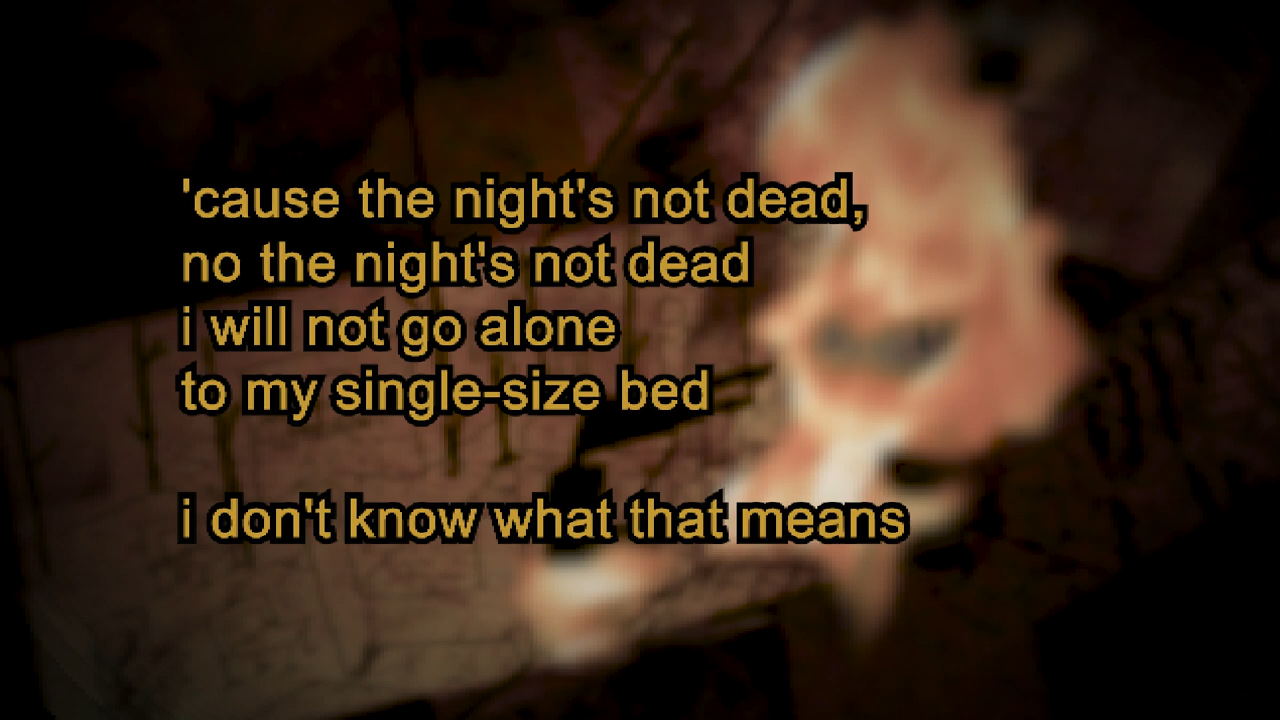 'cause the night's not dead,
no the night's not dead
i will not go alone
to my single-size bed
i don't know what that means